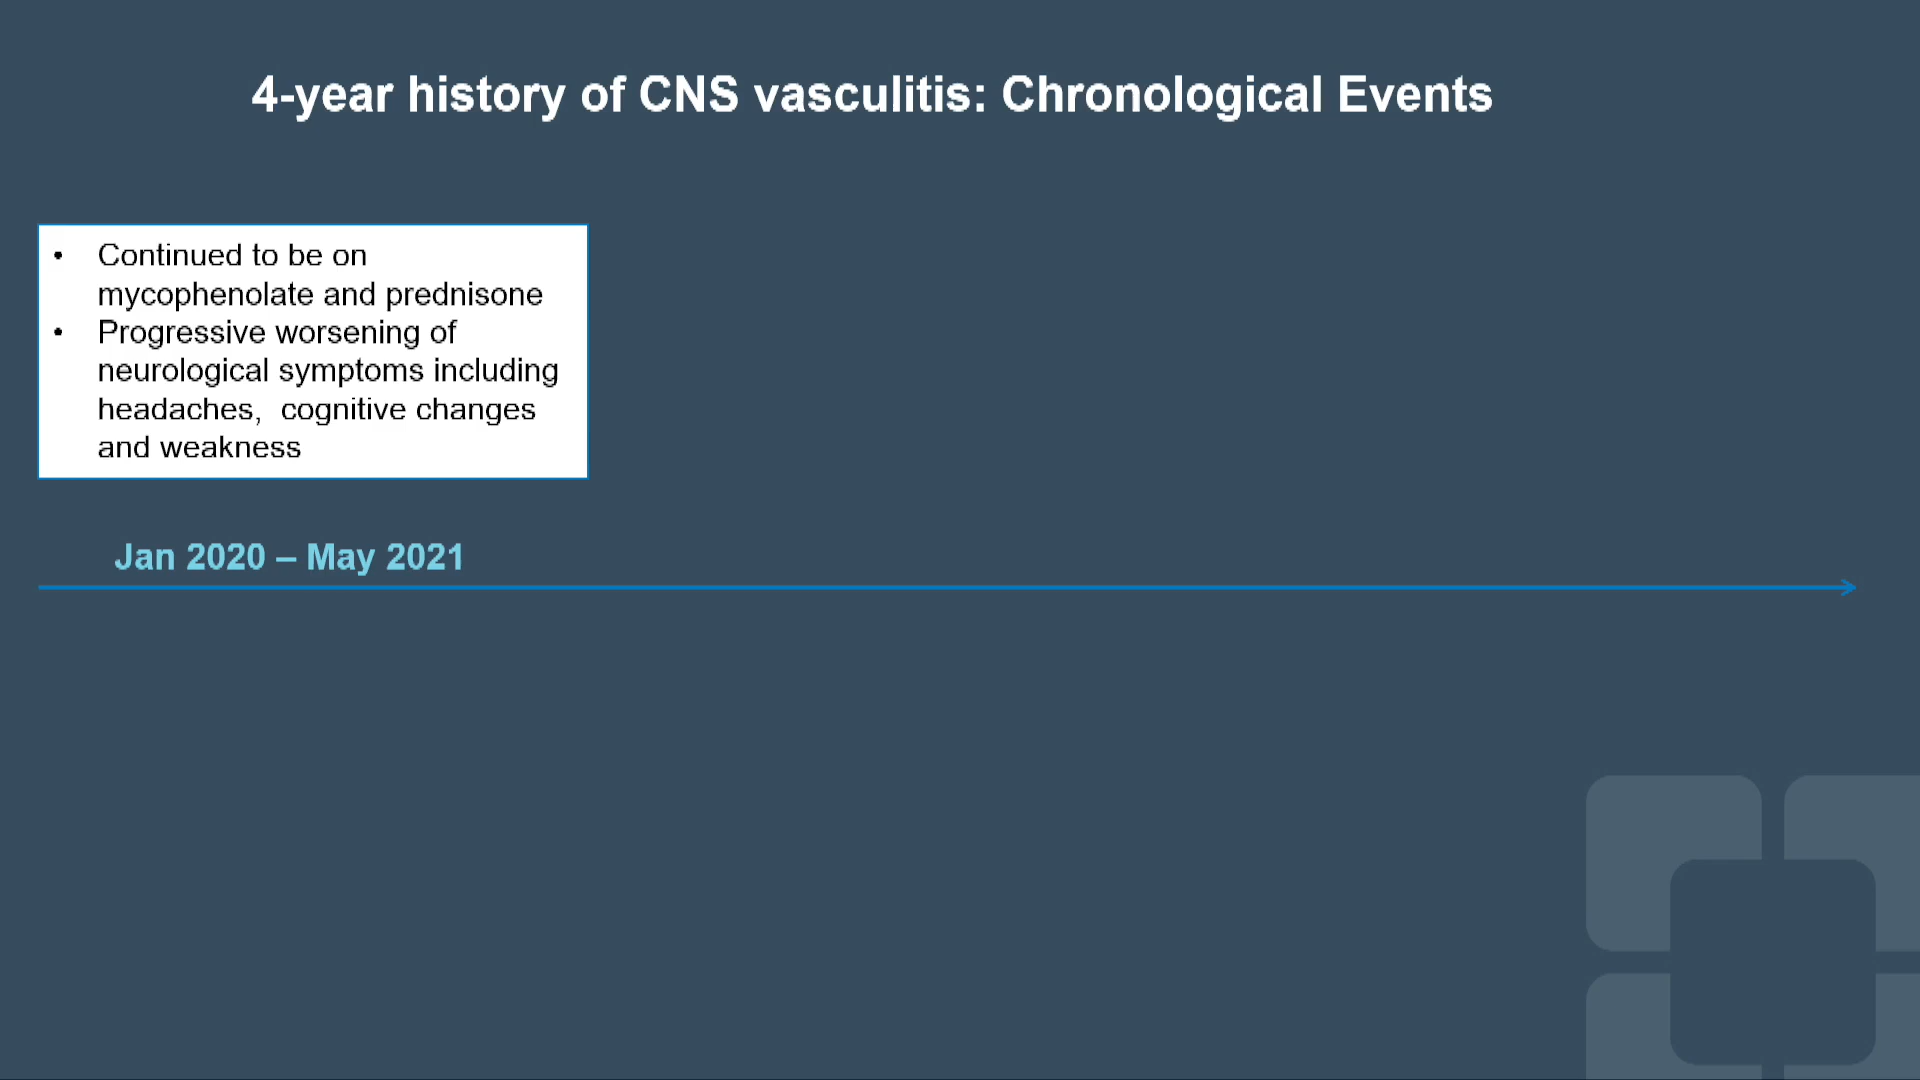 4-year history of CNS vasculitis: Chronological Events
• Continued to be on
mycophenolate and prednisone
• Progressive worsening of
neurological symptoms including
headaches,  cognitive changes
and weakness
Jan 2020 – May 2021